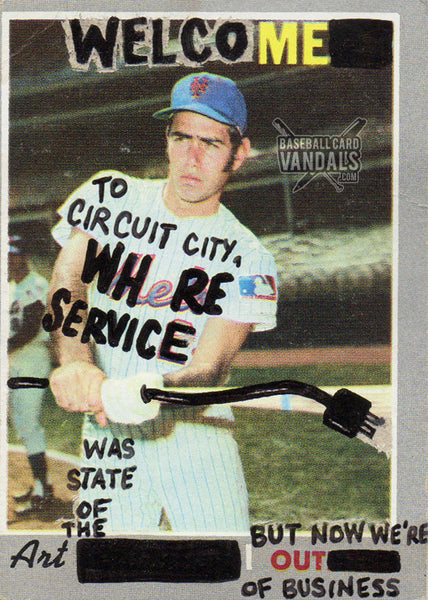 WELCOME
BASEBALL CARD
VANDALS
.COM
TO
CIRCUIT CITY,
WHERE
SERVICE
WAS
STATE
OF
THE
Art
BUT NOW WE'RE
OUT
OF BUSINESS